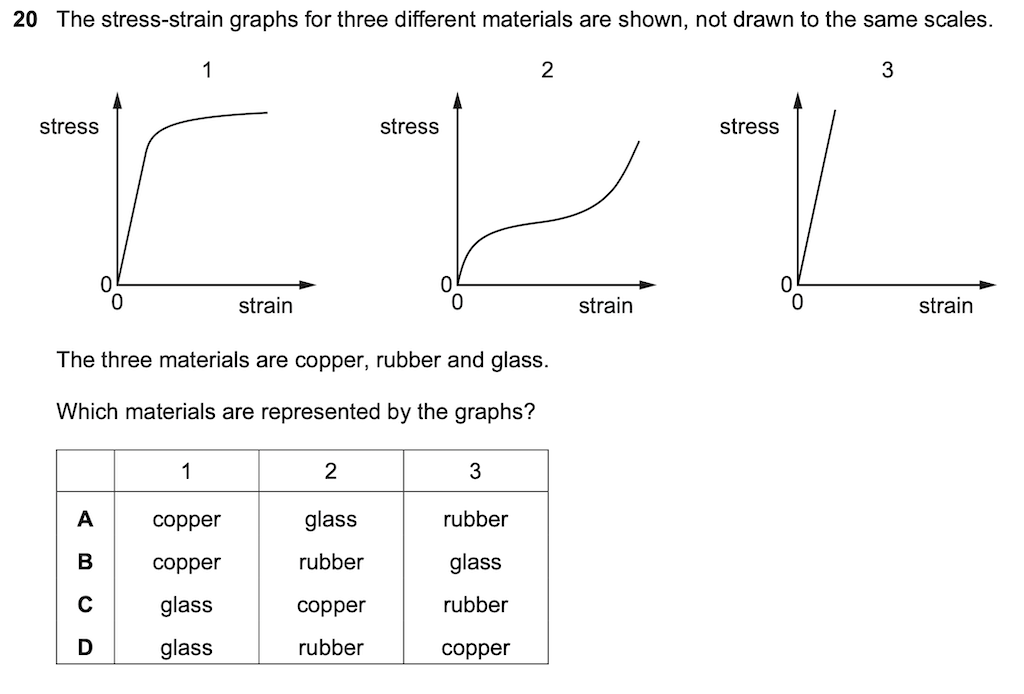 20 The stress-strain graphs for three different materials are shown, not drawn to the same scales.
1 2 3
stress stress stress
0 0 0
0 strain 0 strain 0 strain
The three materials are copper, rubber and glass.
Which materials are represented by the graphs?
1 2 3
A copper glass rubber
B copper rubber glass
C glass copper rubber
D glass rubber copper